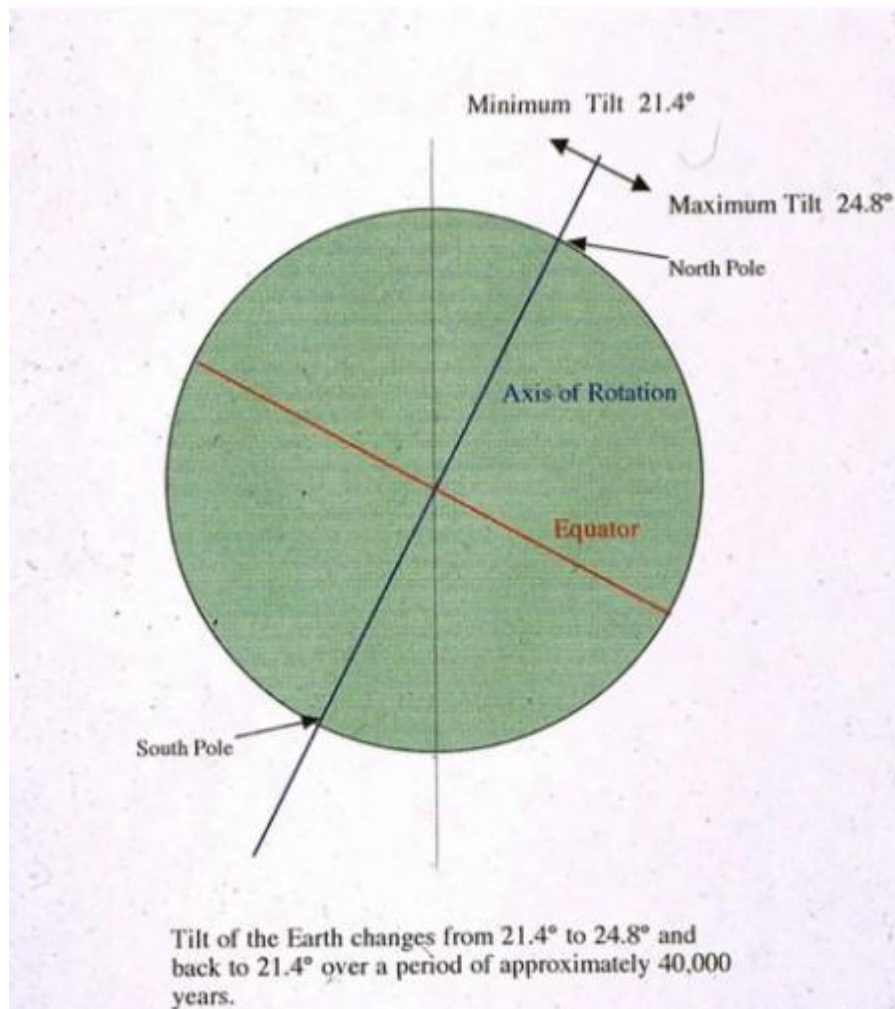 Minimum Tilt 21.4°
Maximum Tilt 24.8°
North Pole
Axis of Rotation
Equator
South Pole
Tilt of the Earth changes from 21.4° to 24.8° and
back to 21.4° over a period of approximately 40,000
years.